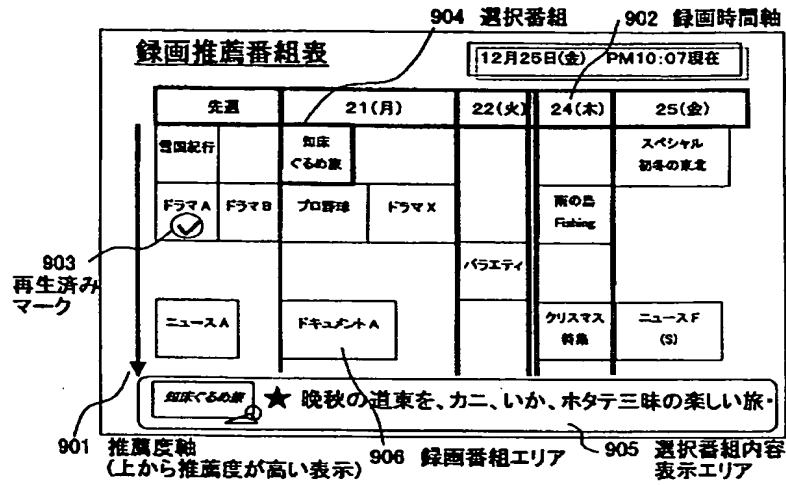 904 選択番組
902 録画時間軸
録画推薦番組表
12月25日(金) PM10:07現在
先週 21(月) 22(火) 24(木) 25(金)
雪国紀行
知床
ぐるめ旅
スペシャル
初冬の東北
ドラマA
ドラマB
プロ野球
ドラマX
南の島
Fishing
903
再生済み
マーク
バラエティ
ニュースA
ドキュメントA
クリスマス
特集
ニュースF
(S)
知床ぐるめ旅
★ 晩秋の道東を、カニ、いか、ホタテ三昧の楽しい旅・
901 推薦度軸
(上から推薦度が高い表示)
906 録画番組エリア
905 選択番組内容
表示エリア